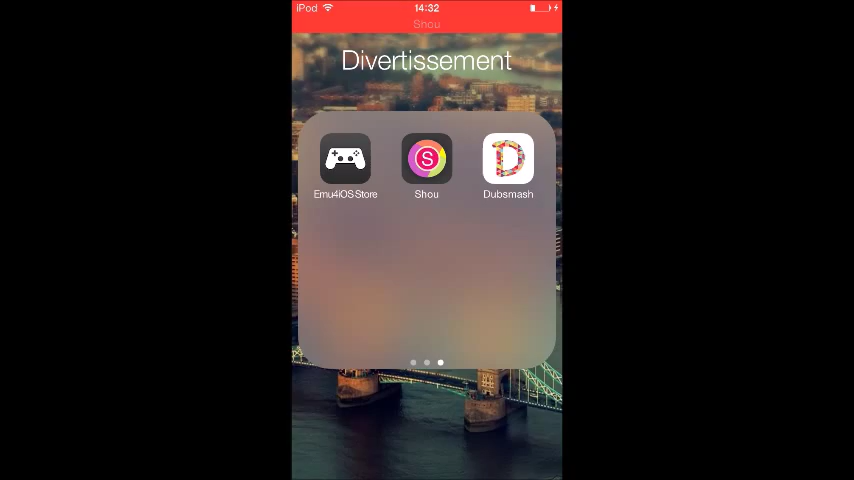 iPod 14:32
Shou
Divertissement
S D
Emu4iOSStore Shou Dubsmash